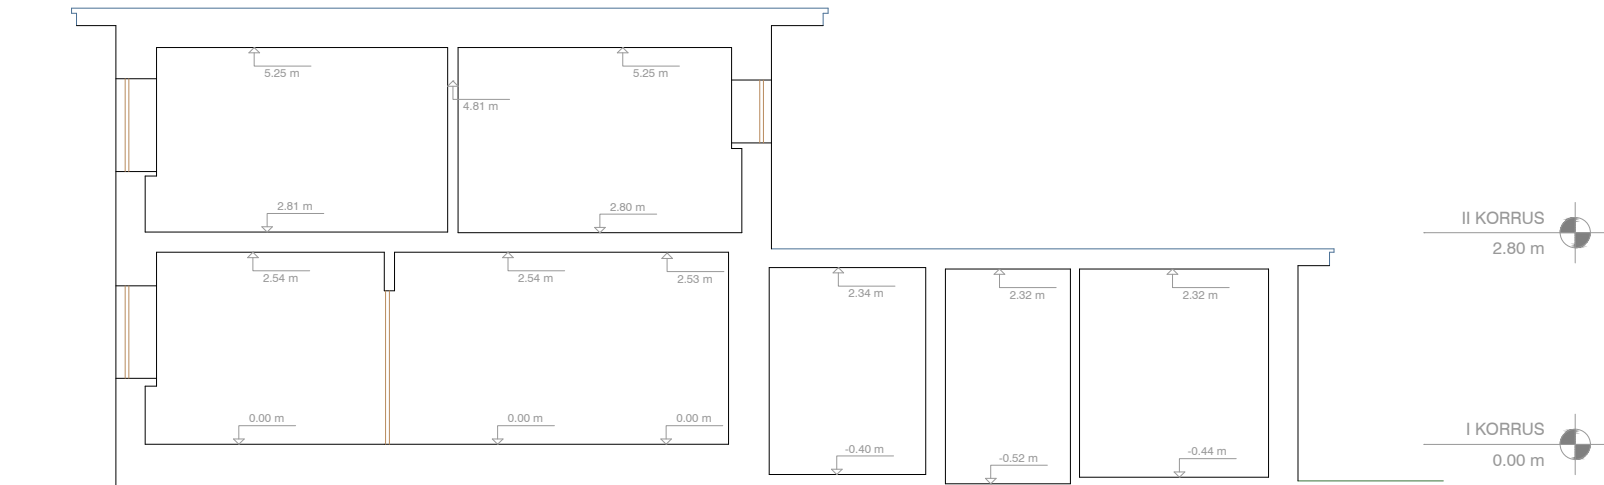 5.25 m
5.25 m
4.81 m
2.81 m
2.80 m
II KORRUS
2.80 m
2.54 m
2.54 m
2.53 m
2.34 m
2.32 m
2.32 m
0.00 m
0.00 m
0.00 m
I KORRUS
0.00 m
-0.40 m
-0.52 m
-0.44 m